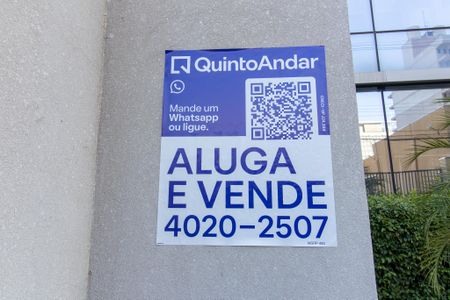 QuintoAndar
Mande um
Whatsapp
ou ligue.
ALUGA
E VENDE
4020-2507